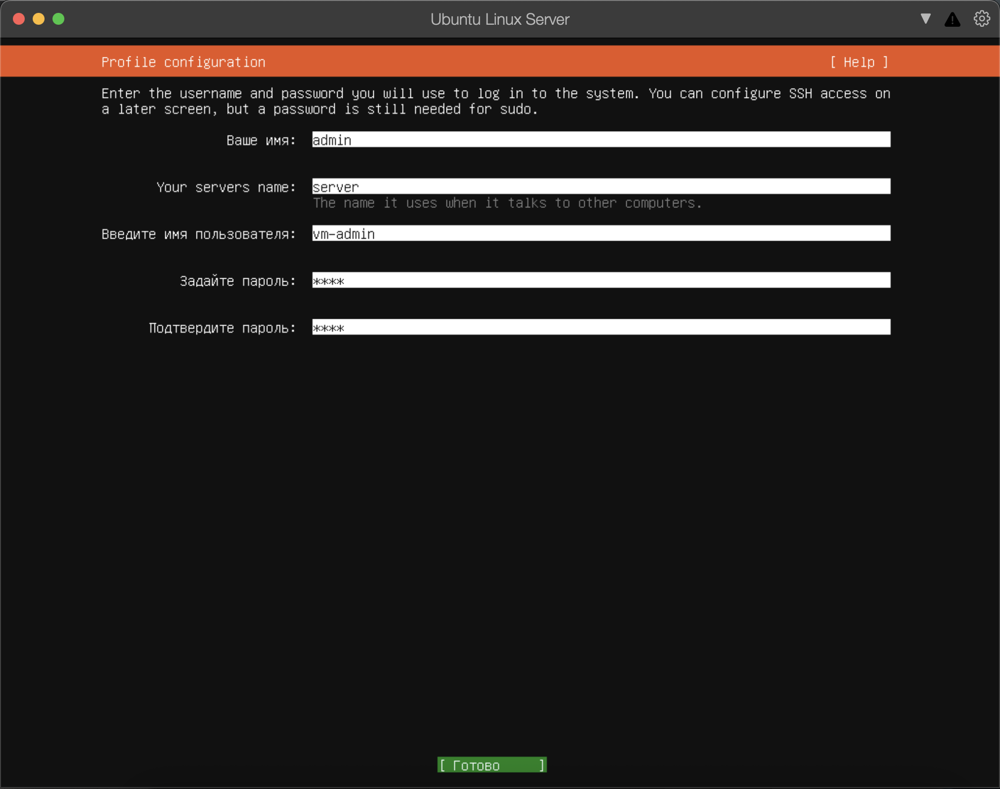 Ubuntu Linux Server
Profile configuration [ Help ]
Enter the username and password you will use to log in to the system. You can configure SSH access on
a later screen, but a password is still needed for sudo.
Ваше имя: admin
Your servers name: server
The name it uses when it talks to other computers.
Введите имя пользователя: vm-admin
Задайте пароль: ****
Подтвердите пароль: ****
[ Готово ]